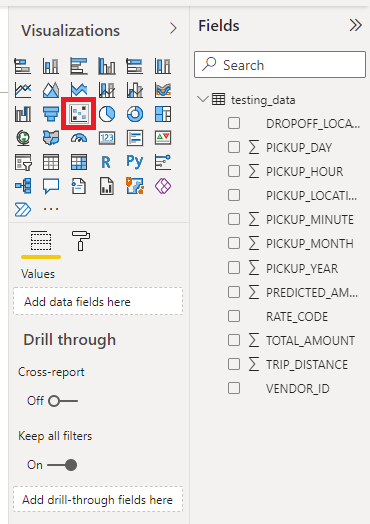 Visualizations
Fields
Search
testing_data
DROPOFF_LOCA...
PICKUP_DAY
PICKUP_HOUR
PICKUP_LOCATI...
PICKUP_MINUTE
PICKUP_MONTH
PICKUP_YEAR
PREDICTED_AM...
RATE_CODE
TOTAL_AMOUNT
TRIP_DISTANCE
VENDOR_ID
123
R Py
Values
Add data fields here
Drill through
Cross-report
Off
Keep all filters
On
Add drill-through fields here